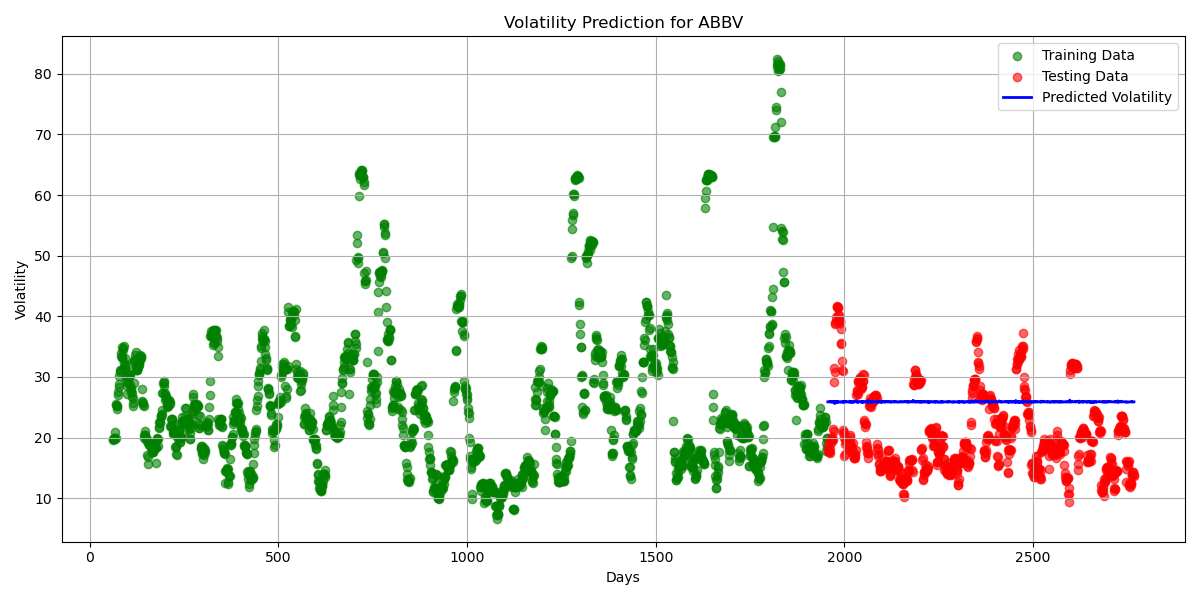 Volatility Prediction for ABBV
Training Data
Testing Data
Predicted Volatility
Volatility
80
70
60
50
40
30
20
10
0
500
1000
1500
2000
2500
Days